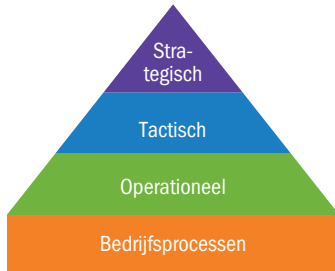 Stra-
tegisch
Tactisch
Operationeel
Bedrijfsprocessen